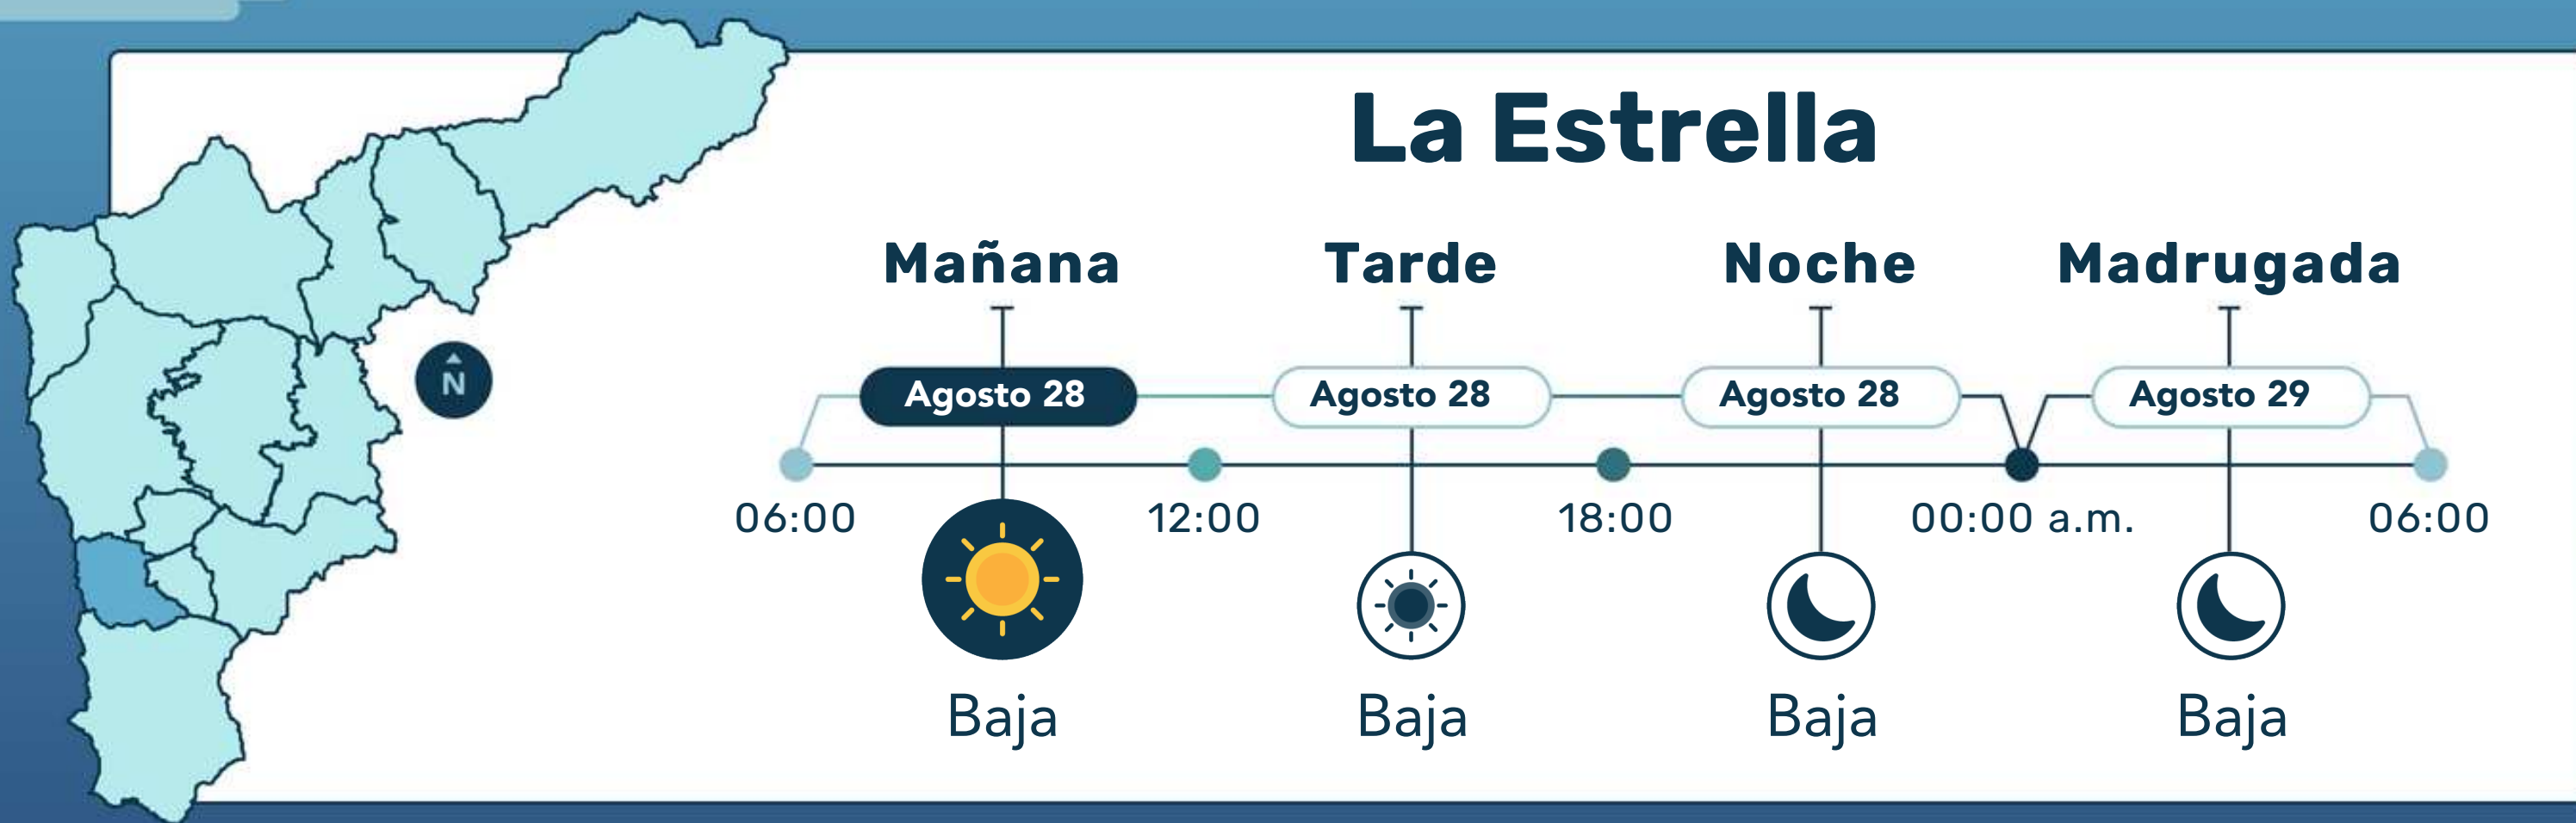 La Estrella
Mañana Tarde Noche Madrugada
N
Agosto 28 Agosto 28 Agosto 28 Agosto 29
06:00 12:00 18:00 00:00 a.m. 06:00
Baja Baja Baja Baja